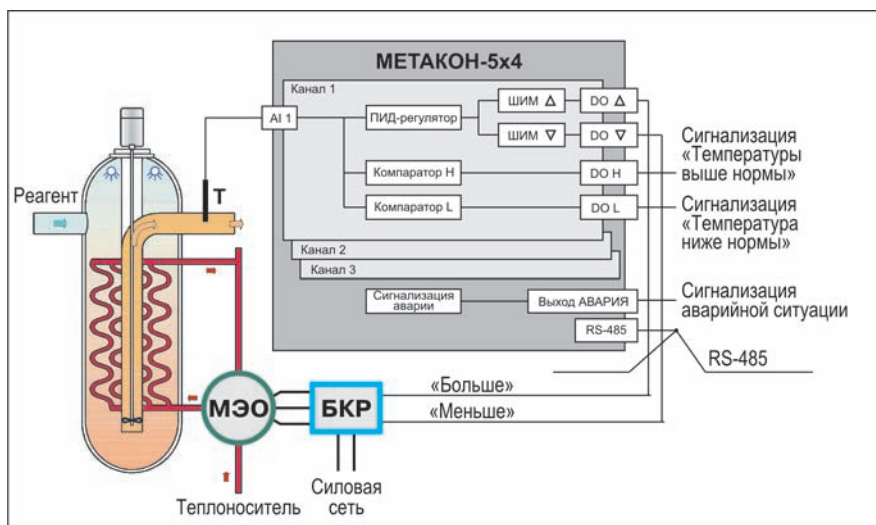 МЕТАКОН-5х4
Канал 1
AI 1
ПИД-регулятор
ШИМ △
DO △
ШИМ ▽
DO ▽
Компаратор H
DO H
Компаратор L
DO L
Сигнализация
«Температуры
выше нормы»
Сигнализация
«Температура
ниже нормы»
Канал 2
Канал 3
Сигнализация
аварии
Выход АВАРИЯ
RS-485
Сигнализация
аварийной ситуации
RS-485
Реагент
Т
МЭО
БКР
«Больше»
«Меньше»
Теплоноситель
Силовая
сеть